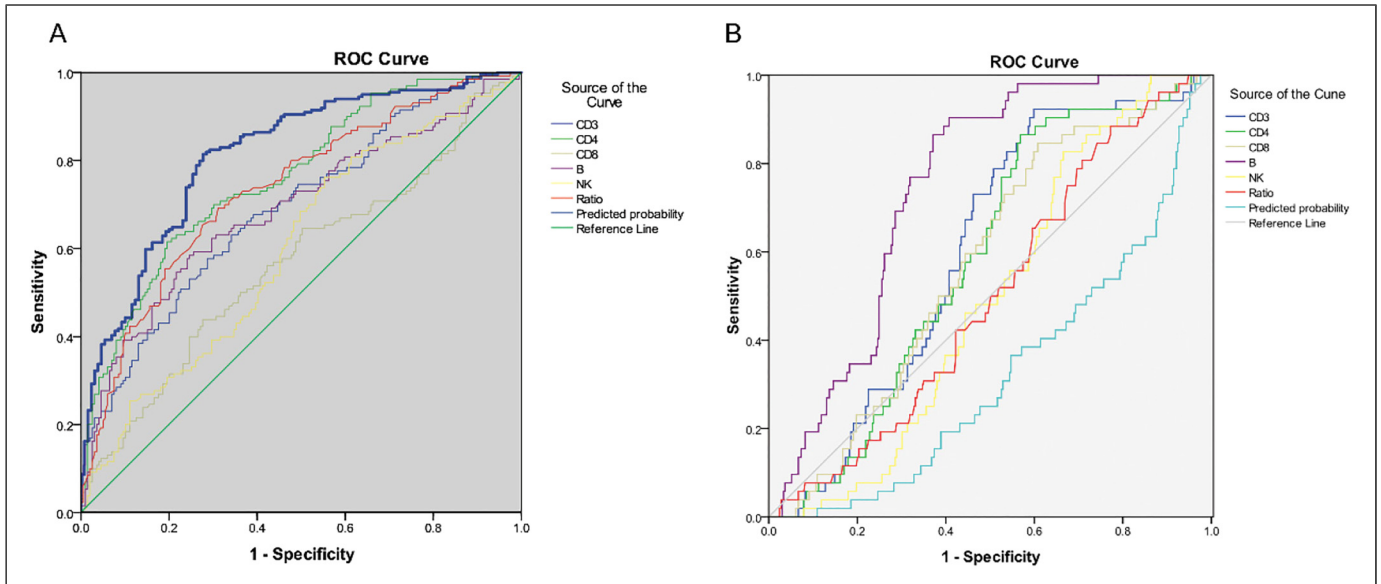 A
ROC Curve
Source of the
Curve
CD3
CD4
CD8
B
NK
Ratio
Predicted probability
Reference Line
Sensitivity
1.0
0.8
0.6
0.4
0.2
0.0
0.0 0.2 0.4 0.6 0.8 1.0
1 - Specificity
B
ROC Curve
Source of the Cune
CD3
CD4
CD8
B
NK
Ratio
Predicted probability
Reference Line
Sensitivity
1.0
0.8
0.6
0.4
0.2
0.0
0.0 0.2 0.4 0.6 0.8 1.0
1 - Specificity